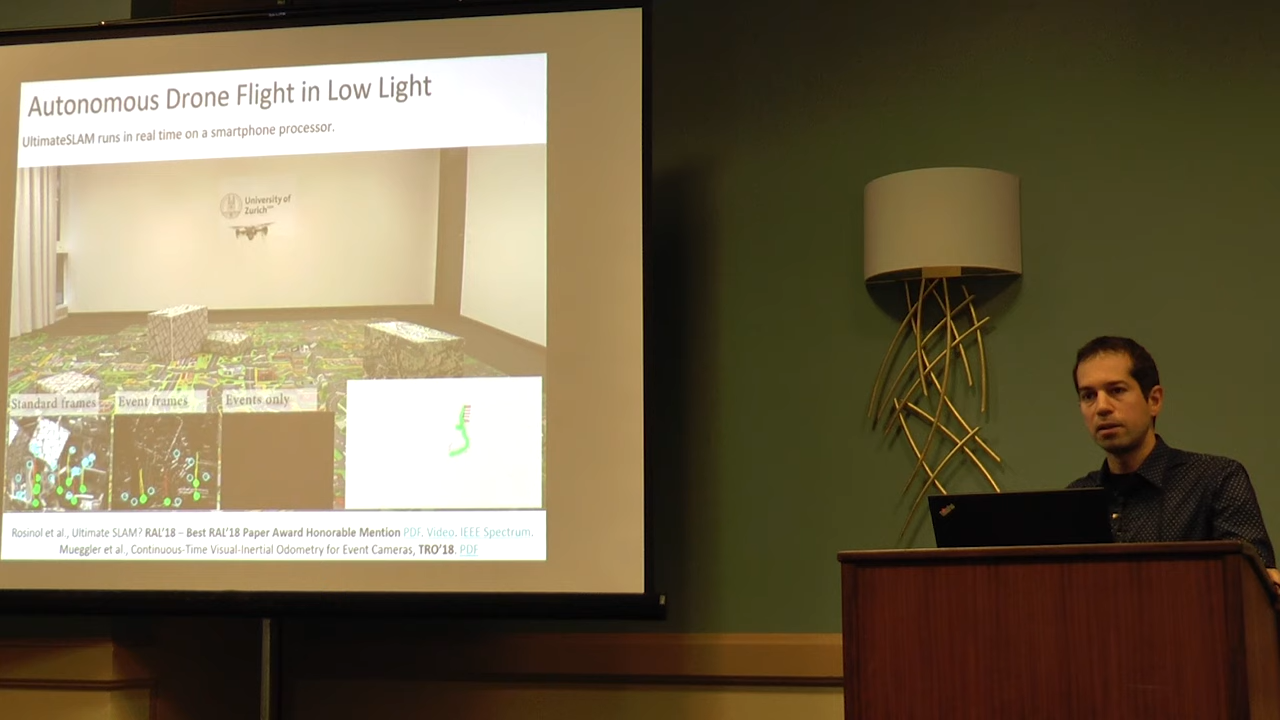 Autonomous Drone Flight in Low Light
UltimateSLAM runs in real time on a smartphone processor.
University of
Zurich
Standard frames
Event frames
Events only
Rosinol et al., Ultimate SLAM? RAL'18 – Best RAL'18 Paper Award Honorable Mention PDF. Video. IEEE Spectrum.
Mueggler et al., Continuous-Time Visual-Inertial Odometry for Event Cameras, TRO'18. PDF